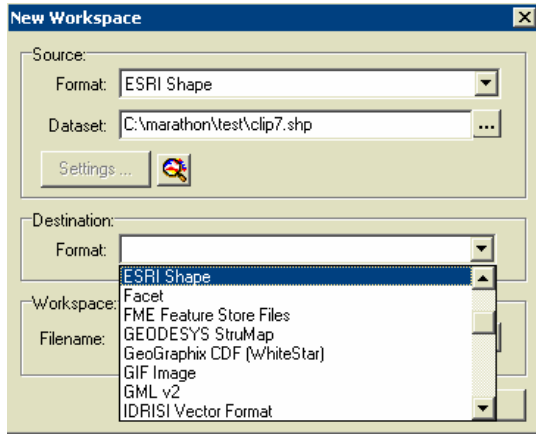 New Workspace
Source:
Format: ESRI Shape
Dataset: C:\marathon\test\clip7.shp ...
Settings ...
Destination:
Format:
ESRI Shape
Facet
Workspace:
FME Feature Store Files
Filename:
GEODESYS StruMap
GeoGraphix CDF (WhiteStar)
GIF Image
GML v2
IDRISI Vector Format